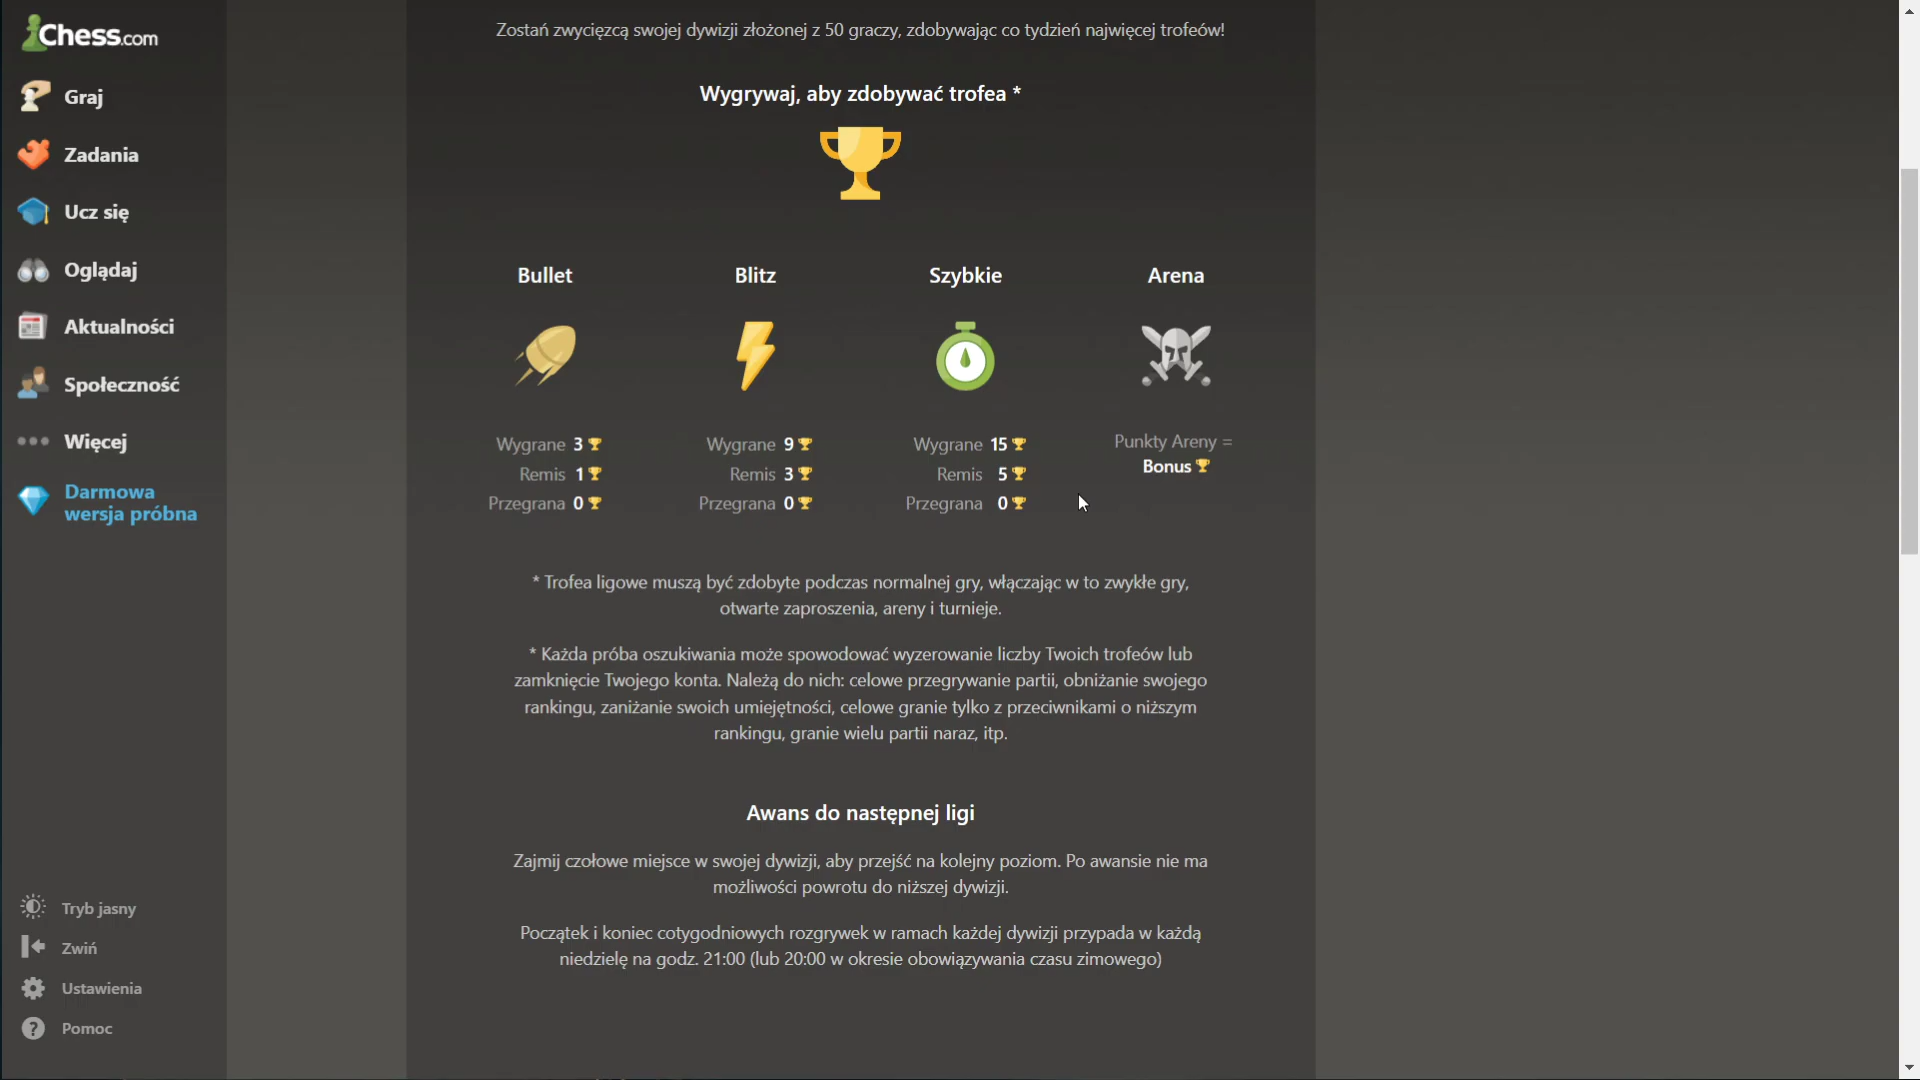 Chess.com
Graj
Zadania
Ucz się
Oglądaj
Aktualności
Społeczność
Więcej
Darmowa
wersja próbna
Tryb jasny
Zwiń
Ustawienia
Pomoc
Zostań zwycięzcą swojej dywizji złożonej z 50 graczy, zdobywając co tydzień najwięcej trofeów!
Wygrywaj, aby zdobywać trofea *
Bullet
Wygrane 3
Remis 1
Przegrana 0
Blitz
Wygrane 9
Remis 3
Przegrana 0
Szybkie
Wygrane 15
Remis 5
Przegrana 0
Arena
Punkty Areny =
Bonus
* Trofea ligowe muszą być zdobyte podczas normalnej gry, włączając w to zwykłe gry,
otwarte zaproszenia, areny i turnieje.
* Każda próba oszukiwania może spowodować wyzerowanie liczby Twoich trofeów lub
zamknięcie Twojego konta. Należą do nich: celowe przegrywanie partii, obniżanie swojego
rankingu, zaniżanie swoich umiejętności, celowe granie tylko z przeciwnikami o niższym
rankingu, granie wielu partii naraz, itp.
Awans do następnej ligi
Zajmij czołowe miejsce w swojej dywizji, aby przejść na kolejny poziom. Po awansie nie ma
możliwości powrotu do niższej dywizji.
Początek i koniec cotygodniowych rozgrywek w ramach każdej dywizji przypada w każdą
niedzielę na godz. 21:00 (lub 20:00 w okresie obowiązywania czasu zimowego)